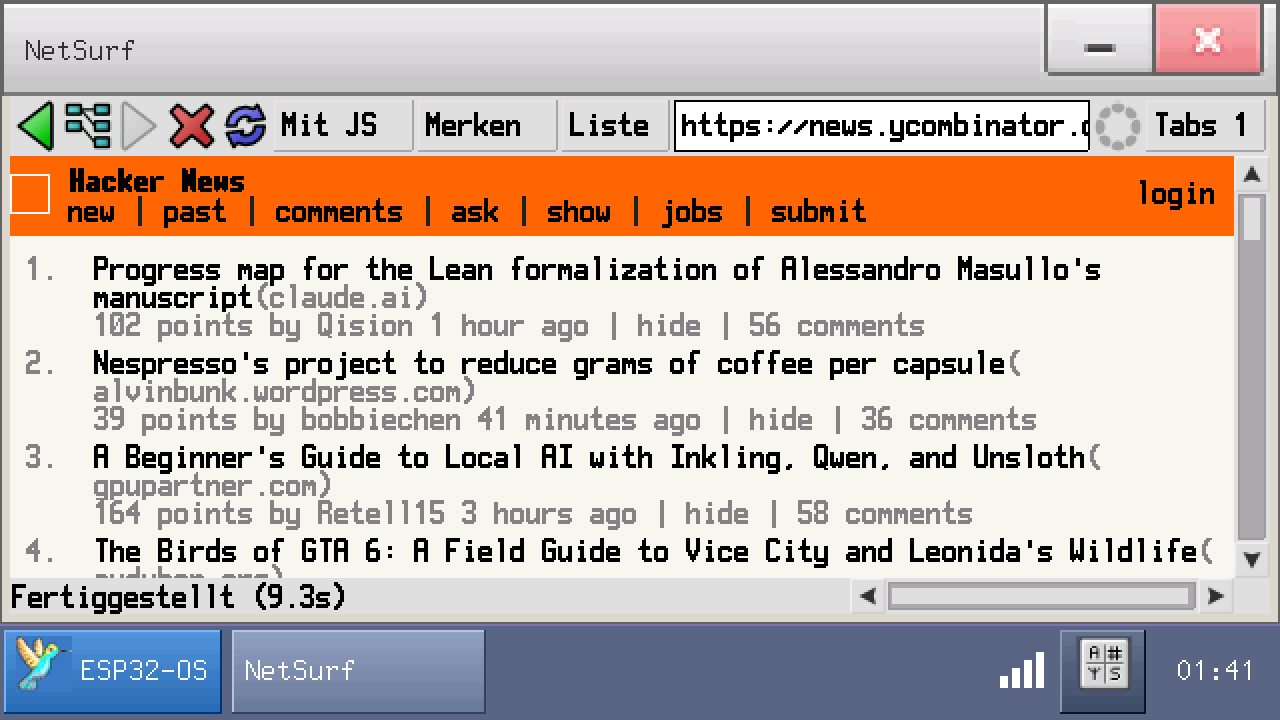 NetSurf
Mit JS Merken Liste https://news.ycombinator.c Tabs 1
Hacker News
new | past | comments | ask | show | jobs | submit
login
1. Progress map for the Lean formalization of Alessandro Masullo's
manuscript(claude.ai)
102 points by Qision 1 hour ago | hide | 56 comments
2. Nespresso's project to reduce grams of coffee per capsule(
alvinbunk.wordpress.com)
39 points by bobbiechen 41 minutes ago | hide | 36 comments
3. A Beginner's Guide to Local AI with Inkling, Qwen, and Unsloth(
gpupartner.com)
164 points by Retell15 3 hours ago | hide | 58 comments
4. The Birds of GTA 6: A Field Guide to Vice City and Leonida's Wildlife(
Fertiggestellt (9.3s)
ESP32-OS NetSurf A # Y S 01:41